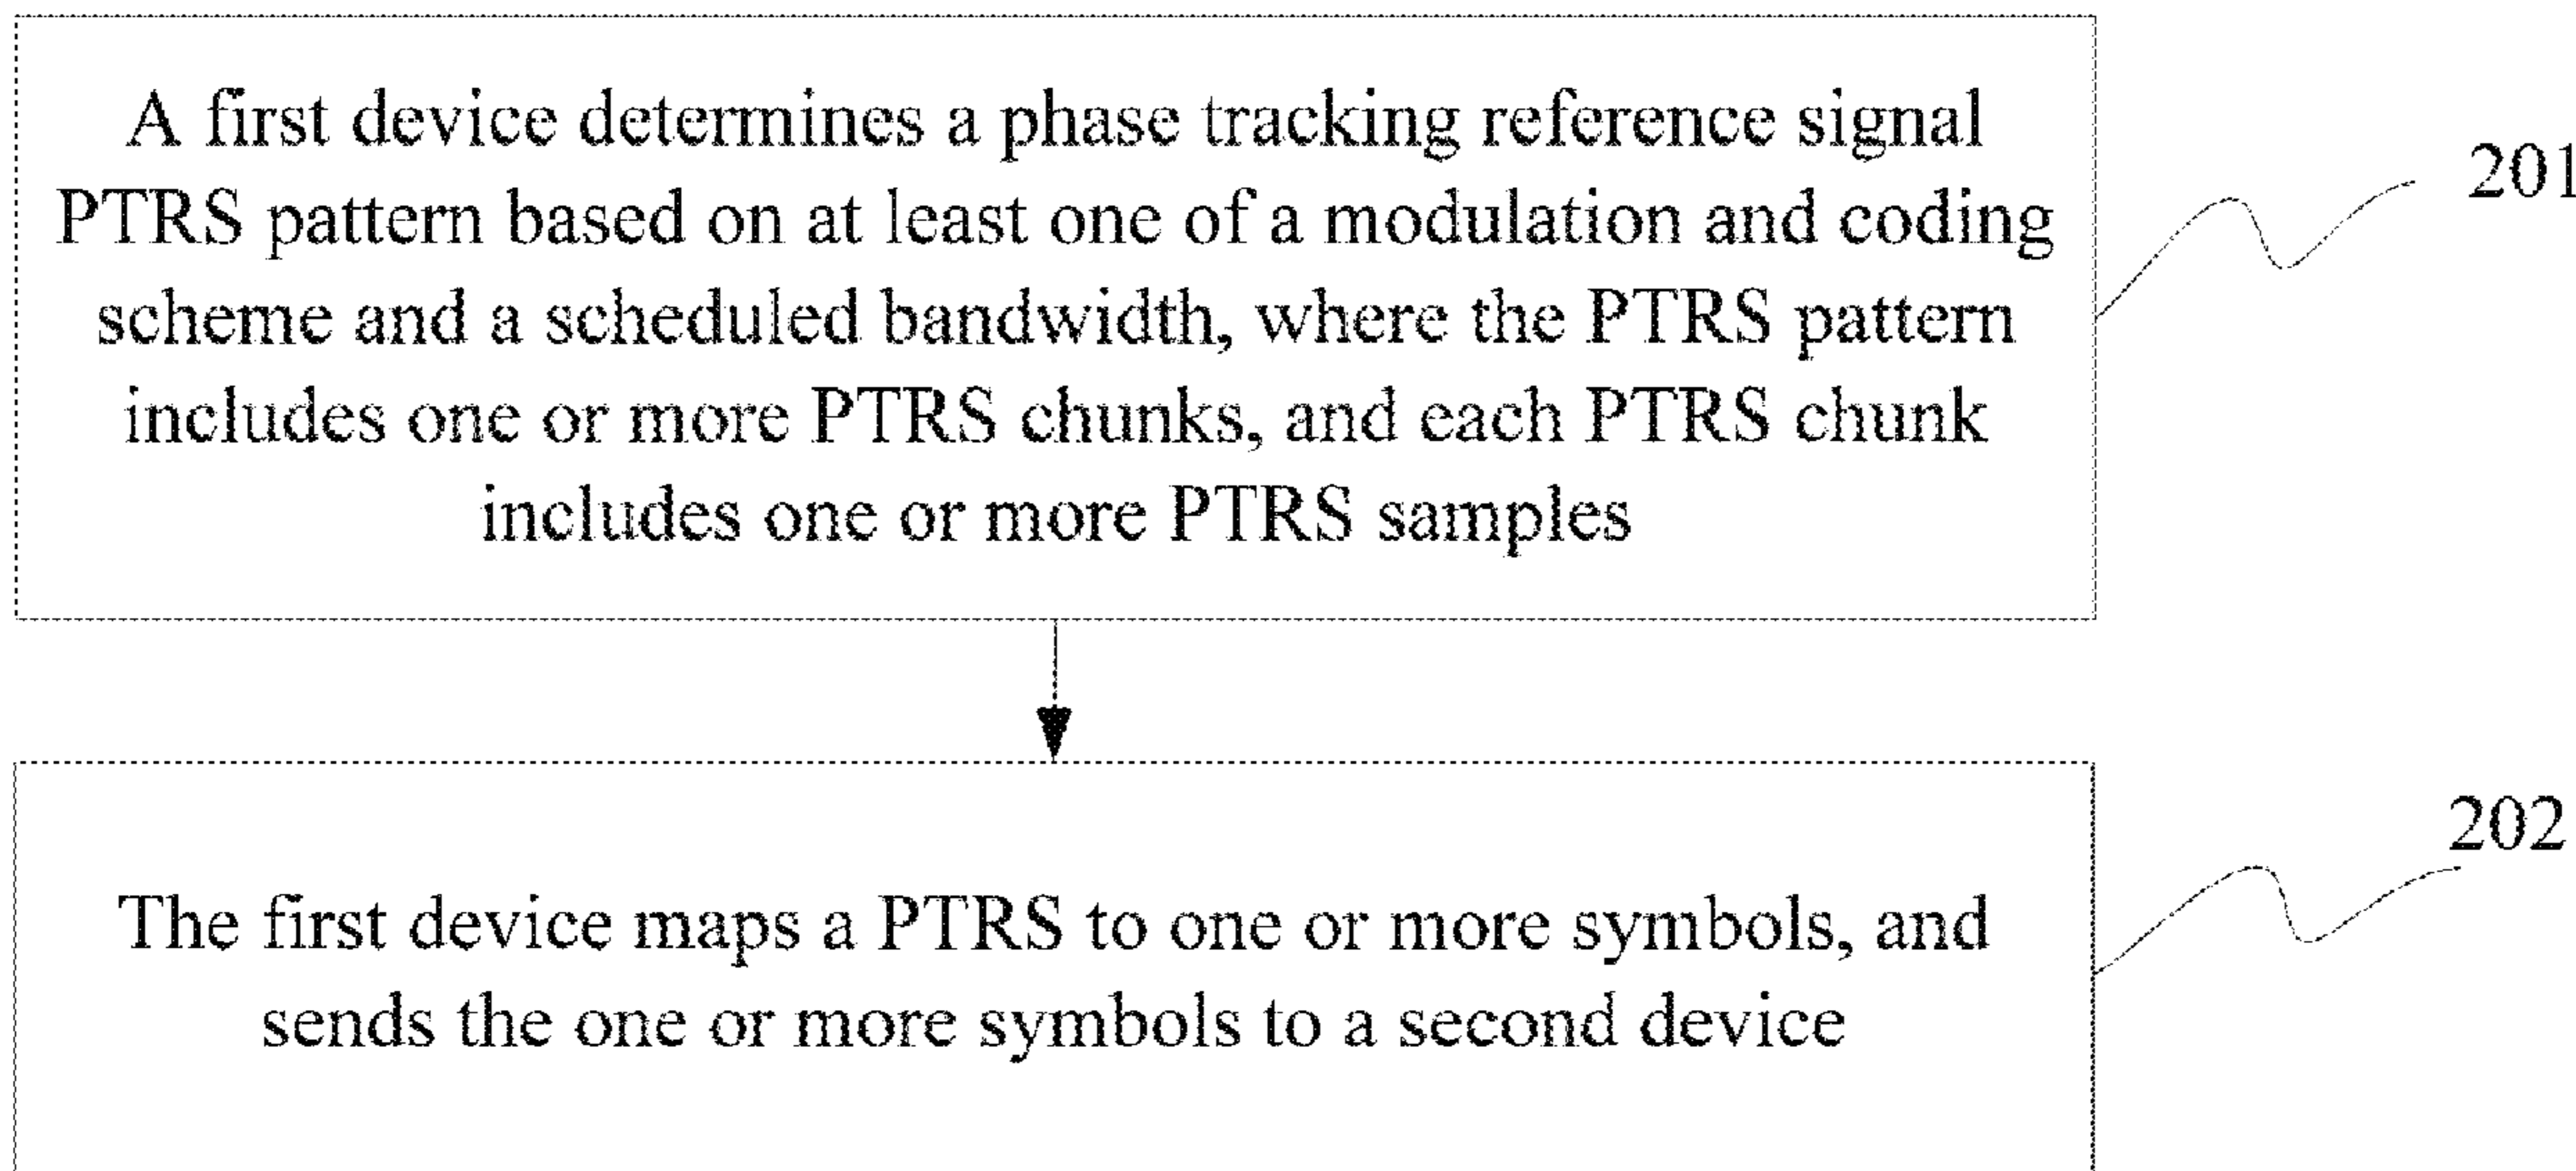 A first device determines a phase tracking reference signal
PTRS pattern based on at least one of a modulation and coding
scheme and a scheduled bandwidth, where the PTRS pattern
includes one or more PTRS chunks, and each PTRS chunk
includes one or more PTRS samples
201
The first device maps a PTRS to one or more symbols, and
sends the one or more symbols to a second device
202